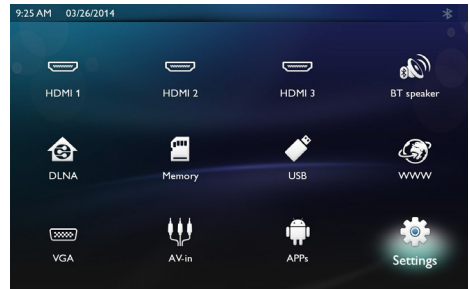 9:25 AM 03/26/2014
HDMI 1 HDMI 2 HDMI 3 BT speaker
DLNA Memory USB WWW
VGA AV-in APPs Settings